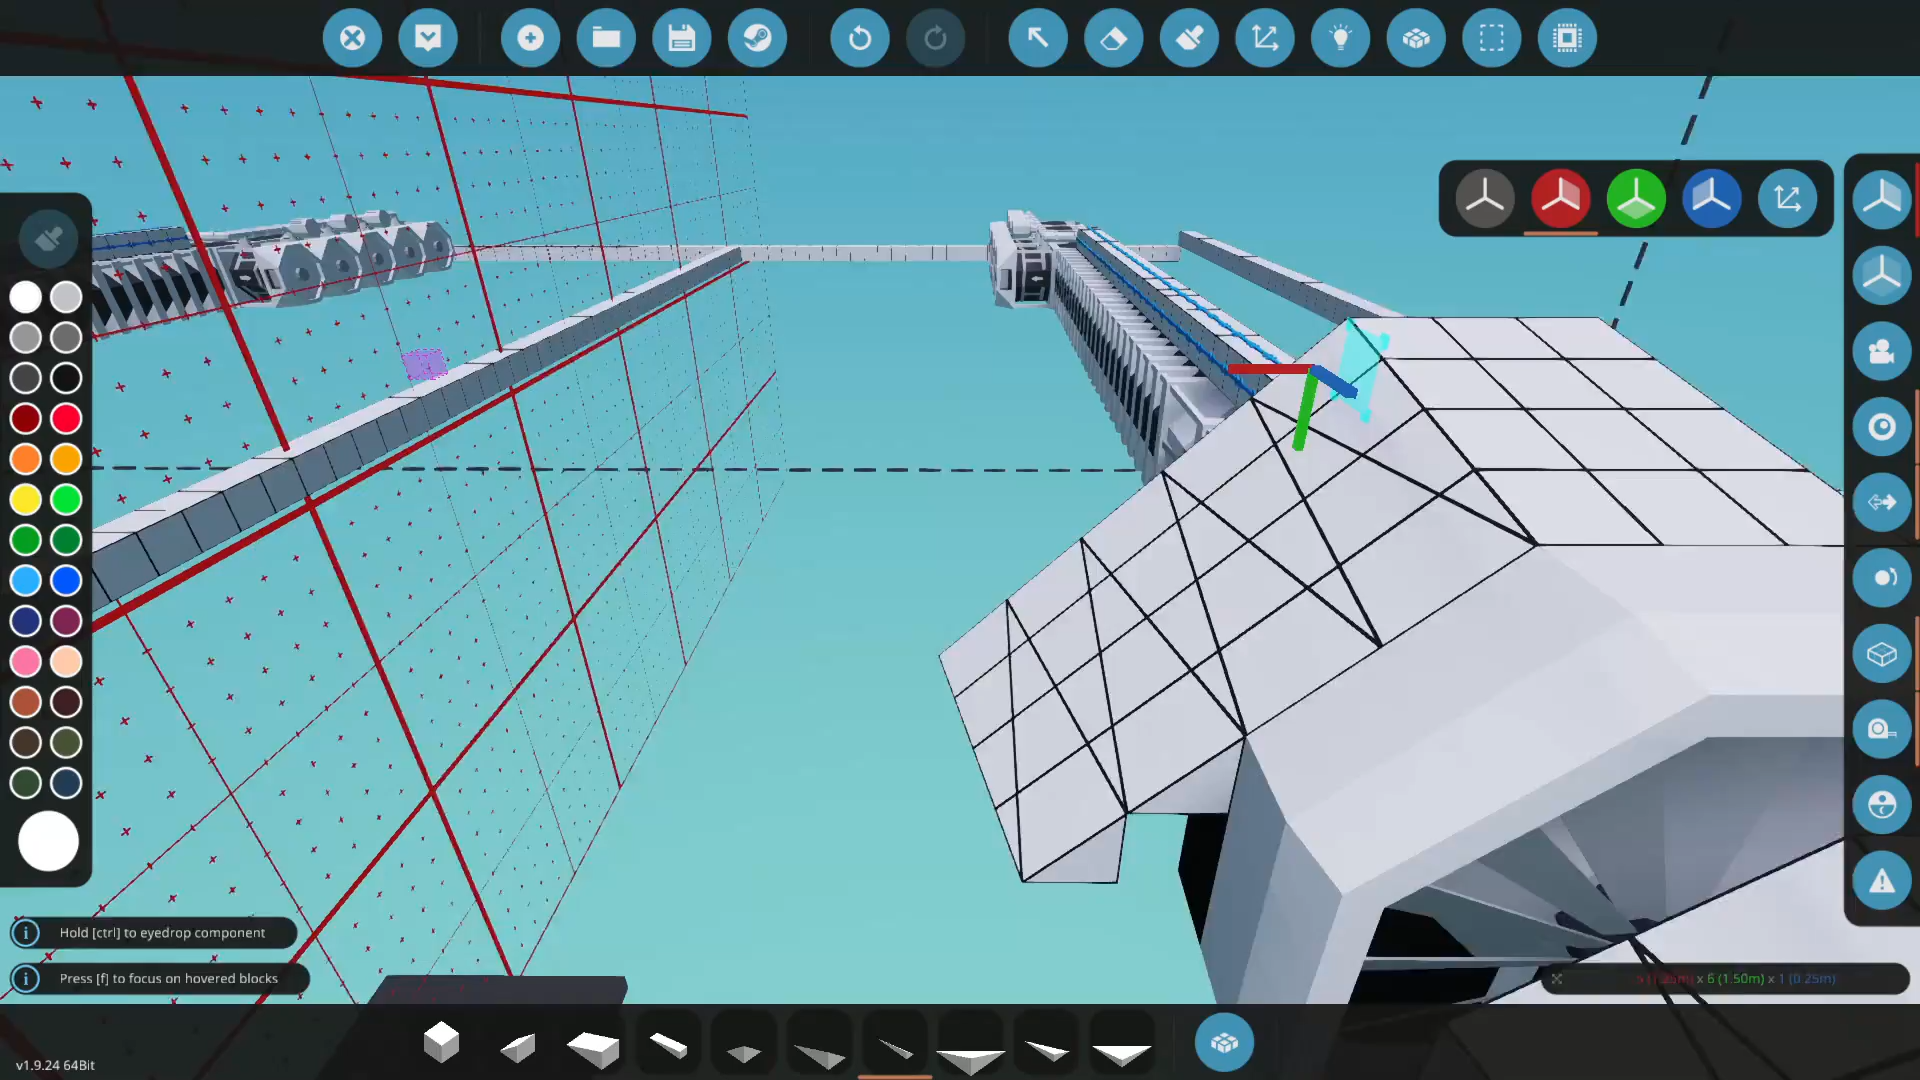 Hold [ctrl] to eyedrop component
Press [f] to focus on hovered blocks
x 6 (1.50m) x 1 (0.25m)
v1.9.24 64Bit